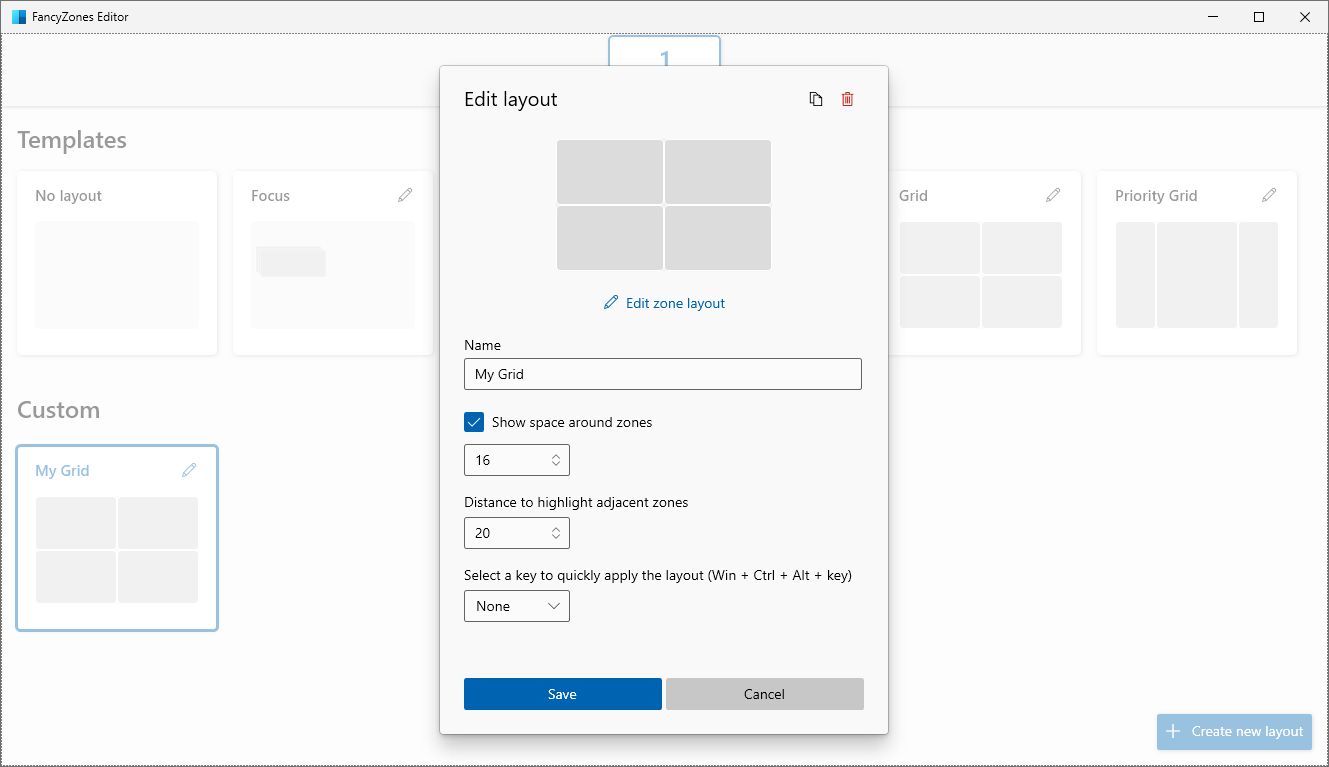 FancyZones Editor
1
Edit layout
Templates
No layout
Focus
Grid
Priority Grid
Edit zone layout
Name
My Grid
Custom
Show space around zones
My Grid
16
Distance to highlight adjacent zones
20
Select a key to quickly apply the layout (Win + Ctrl + Alt + key)
None
Save
Cancel
Create new layout